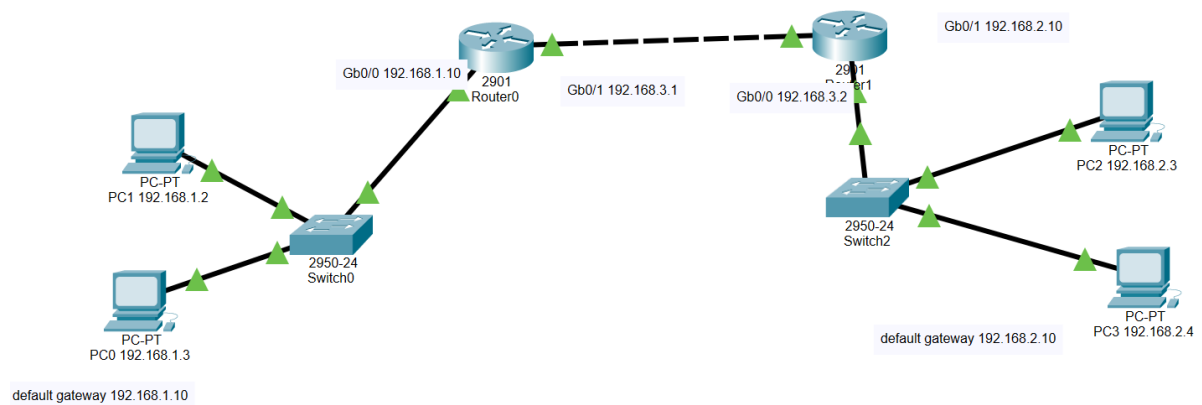 Gb0/1 192.168.2.10
Gb0/0 192.168.1.10
2901
Router0
2901
Router1
Gb0/1 192.168.3.1
Gb0/0 192.168.3.2
PC-PT
PC1 192.168.1.2
PC-PT
PC2 192.168.2.3
2950-24
Switch0
2950-24
Switch2
PC-PT
PC0 192.168.1.3
PC-PT
PC3 192.168.2.4
default gateway 192.168.2.10
default gateway 192.168.1.10